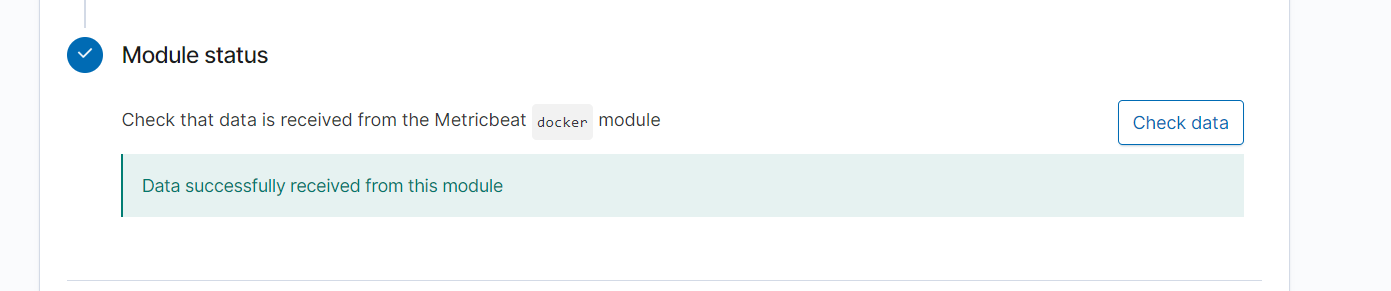 Module status
Check that data is received from the Metricbeat docker module
Check data
Data successfully received from this module